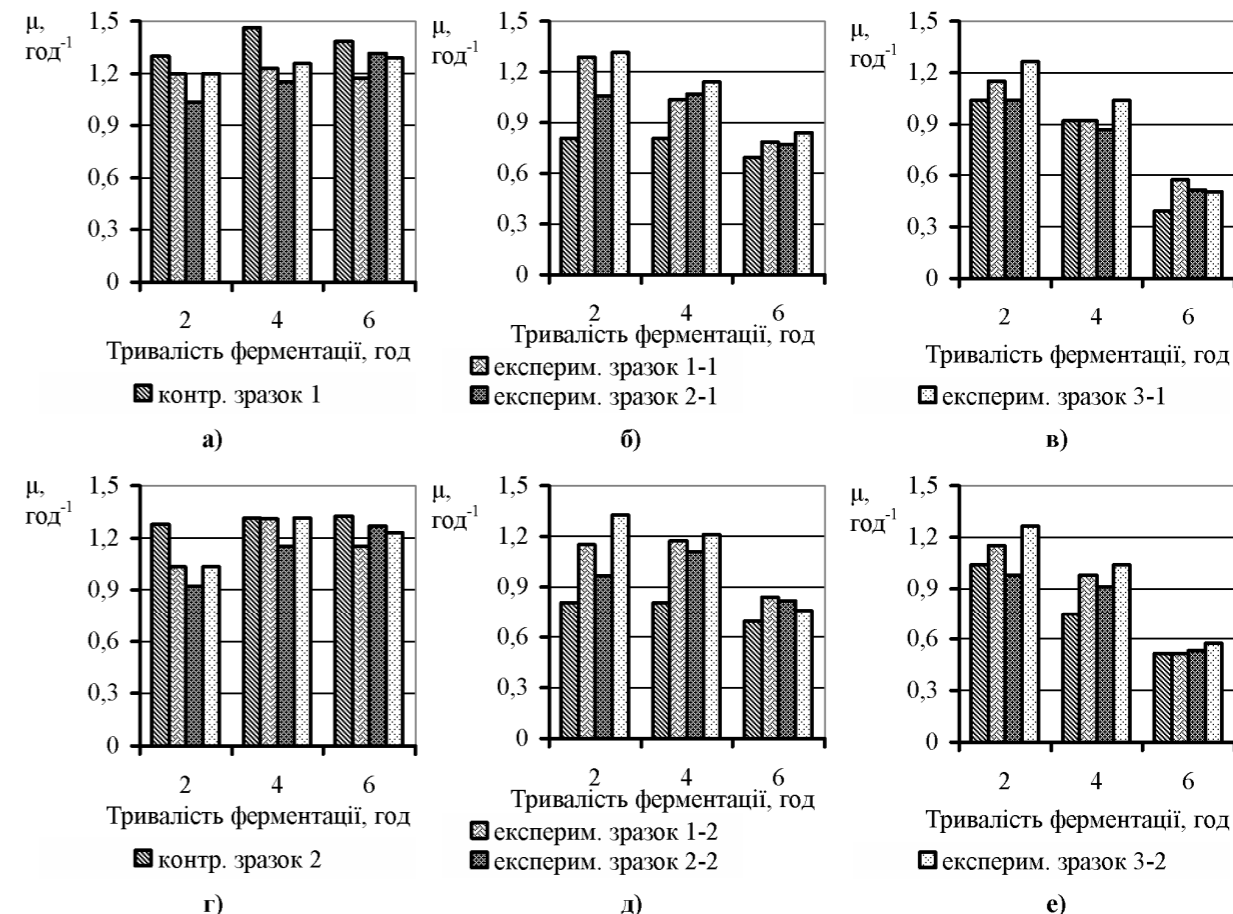 μ,
год-1
1,5
1,2
0,9
0,6
0,3
0
2 4 6
Тривалість ферментації, год
контр. зразок 1
а)
μ,
год-1
1,5
1,2
0,9
0,6
0,3
0
2 4 6
Тривалість ферментації, год
експерим. зразок 1-1
експерим. зразок 2-1
б)
μ,
год-1
1,5
1,2
0,9
0,6
0,3
0
2 4 6
Тривалість ферментації, год
експерим. зразок 3-1
в)
μ,
год-1
1,5
1,2
0,9
0,6
0,3
0
2 4 6
Тривалість ферментації, год
контр. зразок 2
г)
μ,
год-1
1,5
1,2
0,9
0,6
0,3
0
2 4 6
Тривалість ферментації, год
експерим. зразок 1-2
експерим. зразок 2-2
д)
μ,
год-1
1,5
1,2
0,9
0,6
0,3
0
2 4 6
Тривалість ферментації, год
експерим. зразок 3-2
е)